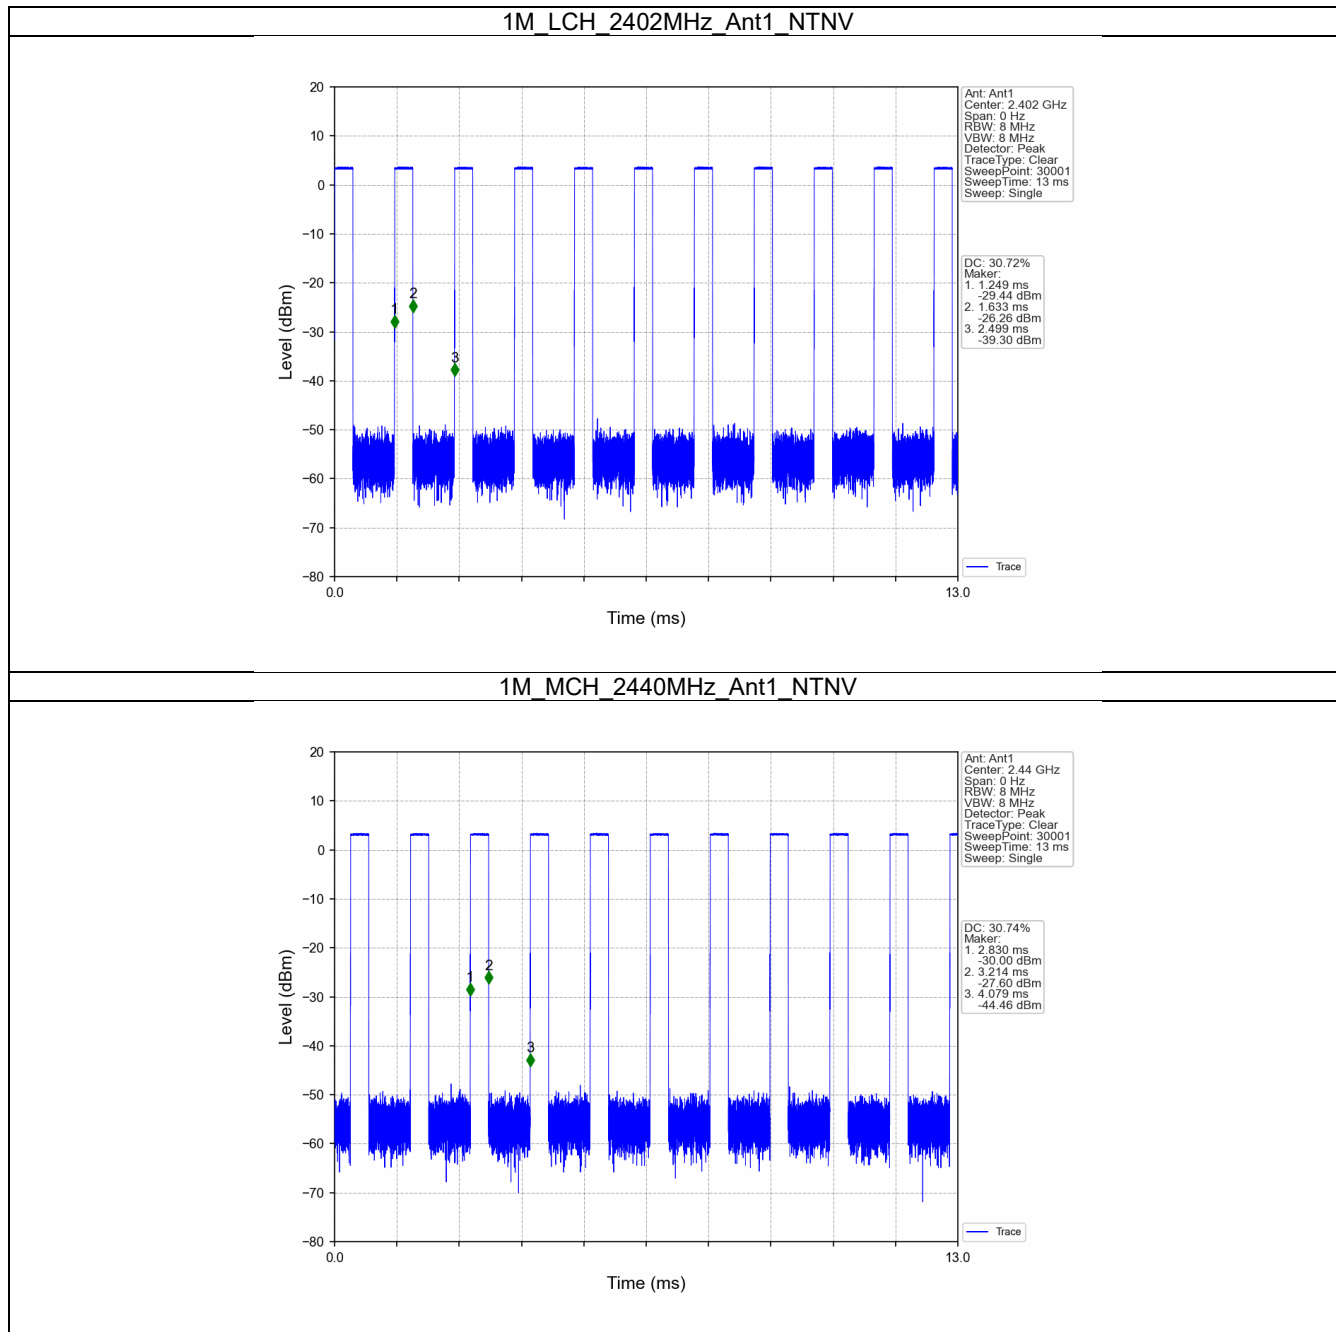 1M_LCH_2402MHz_Ant1_NTNV
20
10
0
−10
−20
−30
−40
−50
−60
−70
−80
Level (dBm)
1
2
3
0.0
13.0
Time (ms)
Ant: Ant1
Center: 2.402 GHz
Span: 0 Hz
RBW: 8 MHz
VBW: 8 MHz
Detector: Peak
TraceType: Clear
SweepPoint: 30001
SweepTime: 13 ms
Sweep: Single
DC: 30.72%
Maker:
1. 1.249 ms
-29.44 dBm
2. 1.633 ms
-26.26 dBm
3. 2.499 ms
-39.30 dBm
Trace
1M_MCH_2440MHz_Ant1_NTNV
20
10
0
−10
−20
−30
−40
−50
−60
−70
−80
Level (dBm)
1
2
3
0.0
13.0
Time (ms)
Ant: Ant1
Center: 2.44 GHz
Span: 0 Hz
RBW: 8 MHz
VBW: 8 MHz
Detector: Peak
TraceType: Clear
SweepPoint: 30001
SweepTime: 13 ms
Sweep: Single
DC: 30.74%
Maker:
1. 2.830 ms
-30.00 dBm
2. 3.214 ms
-27.60 dBm
3. 4.079 ms
-44.46 dBm
Trace